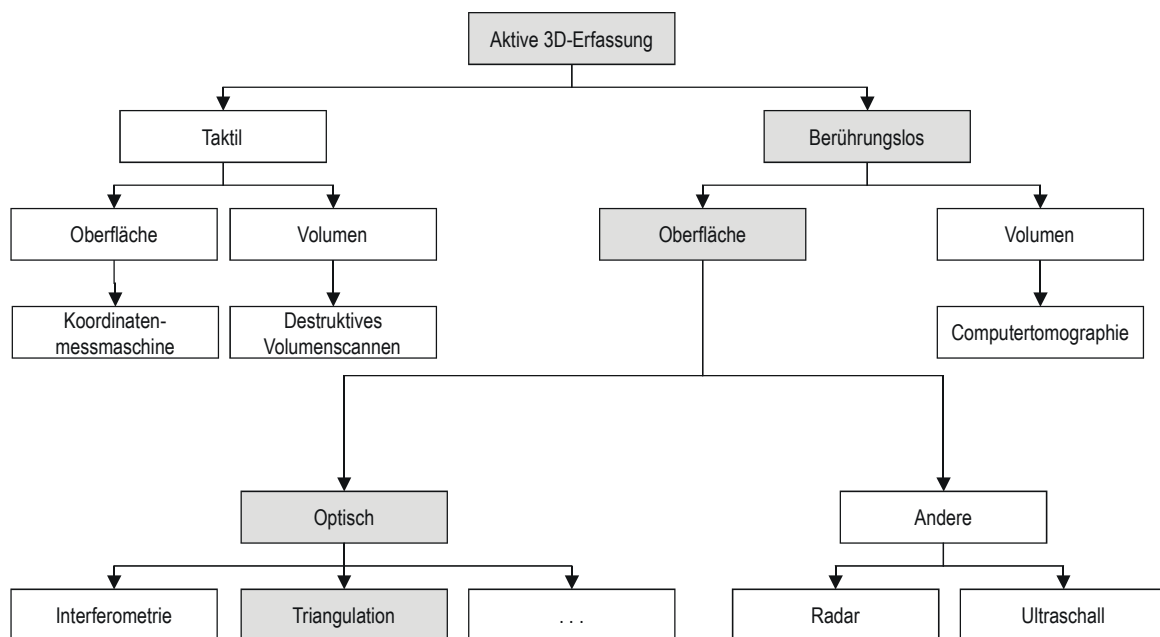 Aktive 3D-Erfassung
Taktil
Berührungslos
Oberfläche
Volumen
Oberfläche
Volumen
Koordinaten-
messmaschine
Destruktives
Volumenscannen
Computertomographie
Optisch
Andere
Interferometrie
Triangulation
. . .
Radar
Ultraschall